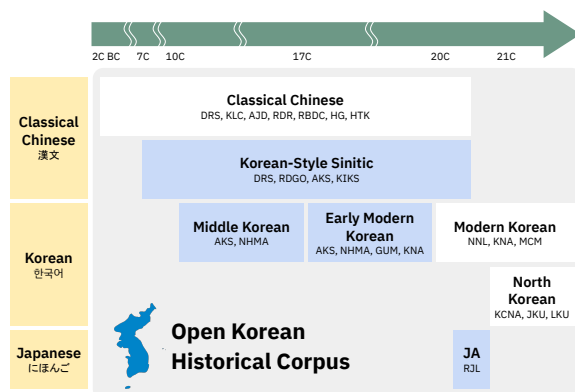 2C BC 7C 10C 17C 20C 21C
Classical
Chinese
漢文
Classical Chinese
DRS, KLC, AJD, RDR, RBDC, HG, HTK
Korean-Style Sinitic
DRS, RDGO, AKS, KIKS
Korean
한국어
Middle Korean
AKS, NHMA
Early Modern
Korean
AKS, NHMA, GUM, KNA
Modern Korean
NNL, KNA, MCM
North
Korean
KCNA, JKU, LKU
Japanese
にほんご
Open Korean
Historical Corpus
JA
RJL